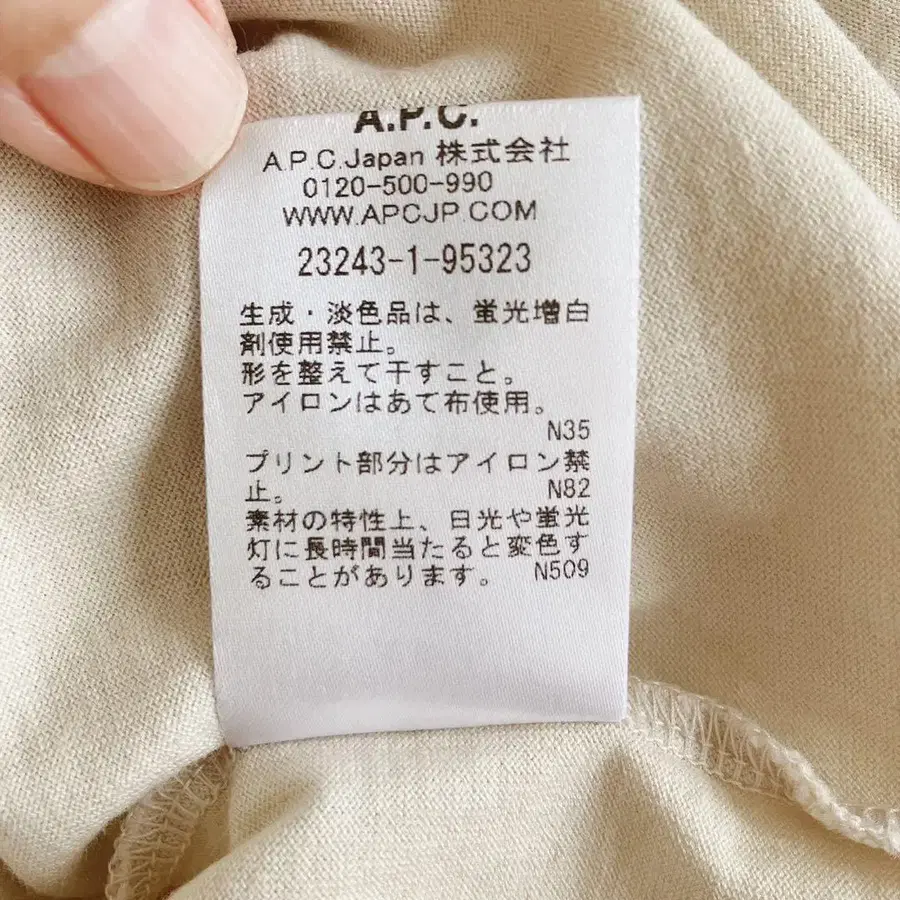 A.P.C.
A.P.C.Japan 株式会社
0120-500-990
WWW.APCJP.COM
23243-1-95323
生成・淡色品は、蛍光増白
剤使用禁止。
形を整えて干すこと。
アイロンはあて布使用。
N35
プリント部分はアイロン禁
止。 N82
素材の特性上、日光や蛍光
灯に長時間当たると変色す
ることがあります。 N509